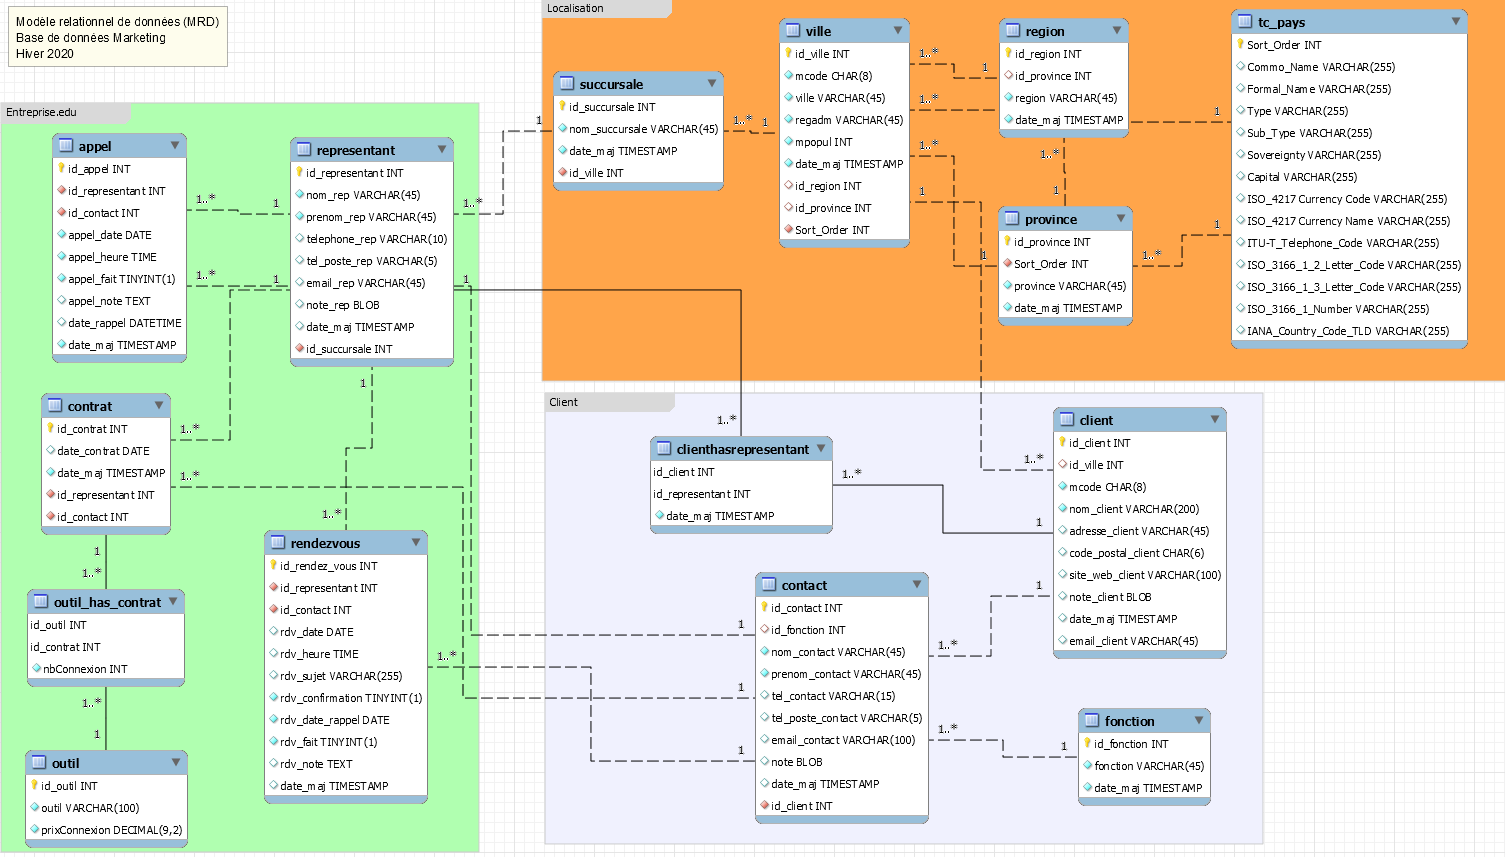 Modèle relationnel de données (MRD)
Base de données Marketing
Hiver 2020
Entreprise.edu
appel
id_appel INT
id_representant INT
id_contact INT
appel_date DATE
appel_heure TIME
appel_fait TINYINT(1)
appel_note TEXT
date_rappel DATETIME
date_maj TIMESTAMP
1..*
1
1..*
1
representant
id_representant INT
nom_rep VARCHAR(45)
prenom_rep VARCHAR(45)
telephone_rep VARCHAR(10)
tel_poste_rep VARCHAR(5)
email_rep VARCHAR(45)
note_rep BLOB
date_maj TIMESTAMP
id_succursale INT
1..*
1
1
1
contrat
id_contrat INT
date_contrat DATE
date_maj TIMESTAMP
id_representant INT
id_contact INT
1..*
1..*
1
1..*
outil_has_contrat
id_outil INT
id_contrat INT
nbConnexion INT
1..*
1
outil
id_outil INT
outil VARCHAR(100)
prixConnexion DECIMAL(9,2)
1..*
rendezvous
id_rendez_vous INT
id_representant INT
id_contact INT
rdv_date DATE
rdv_heure TIME
rdv_sujet VARCHAR(255)
rdv_confirmation TINYINT(1)
rdv_date_rappel DATE
rdv_fait TINYINT(1)
rdv_note TEXT
date_maj TIMESTAMP
1..*
Localisation
succursale
id_succursale INT
nom_succursale VARCHAR(45)
date_maj TIMESTAMP
id_ville INT
1..*
1
ville
id_ville INT
mcode CHAR(8)
ville VARCHAR(45)
regadm VARCHAR(45)
mpopul INT
date_maj TIMESTAMP
id_region INT
id_province INT
Sort_Order INT
1..*
1
1..*
1..*
1
1
region
id_region INT
id_province INT
region VARCHAR(45)
date_maj TIMESTAMP
1..*
1
1
province
id_province INT
Sort_Order INT
province VARCHAR(45)
date_maj TIMESTAMP
1..*
1
tc_pays
Sort_Order INT
Commo_Name VARCHAR(255)
Formal_Name VARCHAR(255)
Type VARCHAR(255)
Sub_Type VARCHAR(255)
Sovereignty VARCHAR(255)
Capital VARCHAR(255)
ISO_4217 Currency Code VARCHAR(255)
ISO_4217 Currency Name VARCHAR(255)
ITU-T_Telephone_Code VARCHAR(255)
ISO_3166_1_2_Letter_Code VARCHAR(255)
ISO_3166_1_3_Letter_Code VARCHAR(255)
ISO_3166_1_Number VARCHAR(255)
IANA_Country_Code_TLD VARCHAR(255)
Client
1..*
clienthasrepresentant
id_client INT
id_representant INT
date_maj TIMESTAMP
1..*
1..*
1
1
client
id_client INT
id_ville INT
mcode CHAR(8)
nom_client VARCHAR(200)
adresse_client VARCHAR(45)
code_postal_client CHAR(6)
site_web_client VARCHAR(100)
note_client BLOB
date_maj TIMESTAMP
email_client VARCHAR(45)
1
1
1
contact
id_contact INT
id_fonction INT
nom_contact VARCHAR(45)
prenom_contact VARCHAR(45)
tel_contact VARCHAR(15)
tel_poste_contact VARCHAR(5)
email_contact VARCHAR(100)
note BLOB
date_maj TIMESTAMP
id_client INT
1..*
1..*
1
fonction
id_fonction INT
fonction VARCHAR(45)
date_maj TIMESTAMP